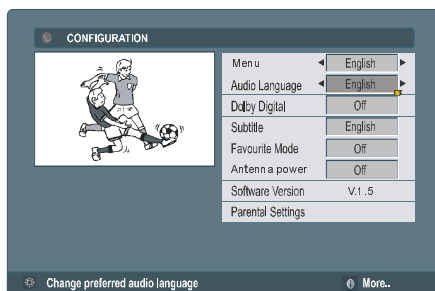 CONFIGURATION
Menu English
Audio Language English
Dolby Digital Off
Subtitle English
Favourite Mode Off
Antenna power Off
Software Version V.1.5
Parental Settings
Change preferred audio language More..